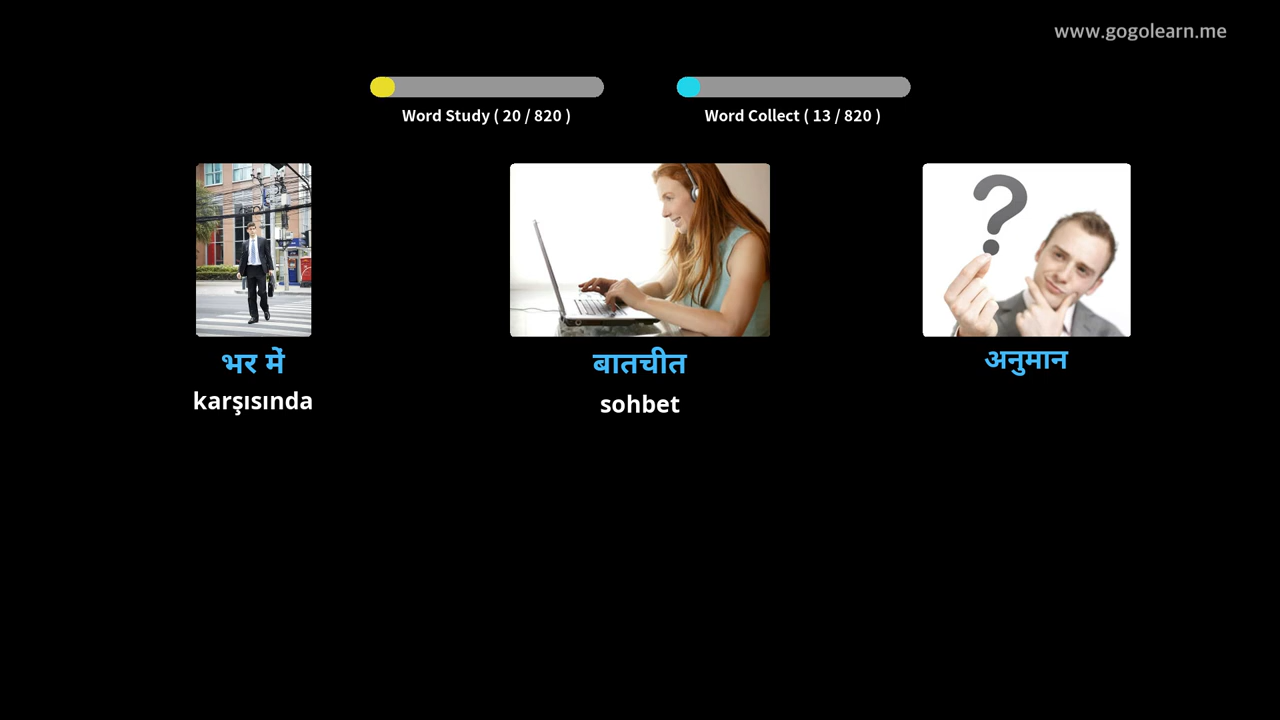 www.gogolearn.me
Word Study ( 20 / 820 )
Word Collect ( 13 / 820 )
भर में
karşısında
बातचीत
sohbet
अनुमान